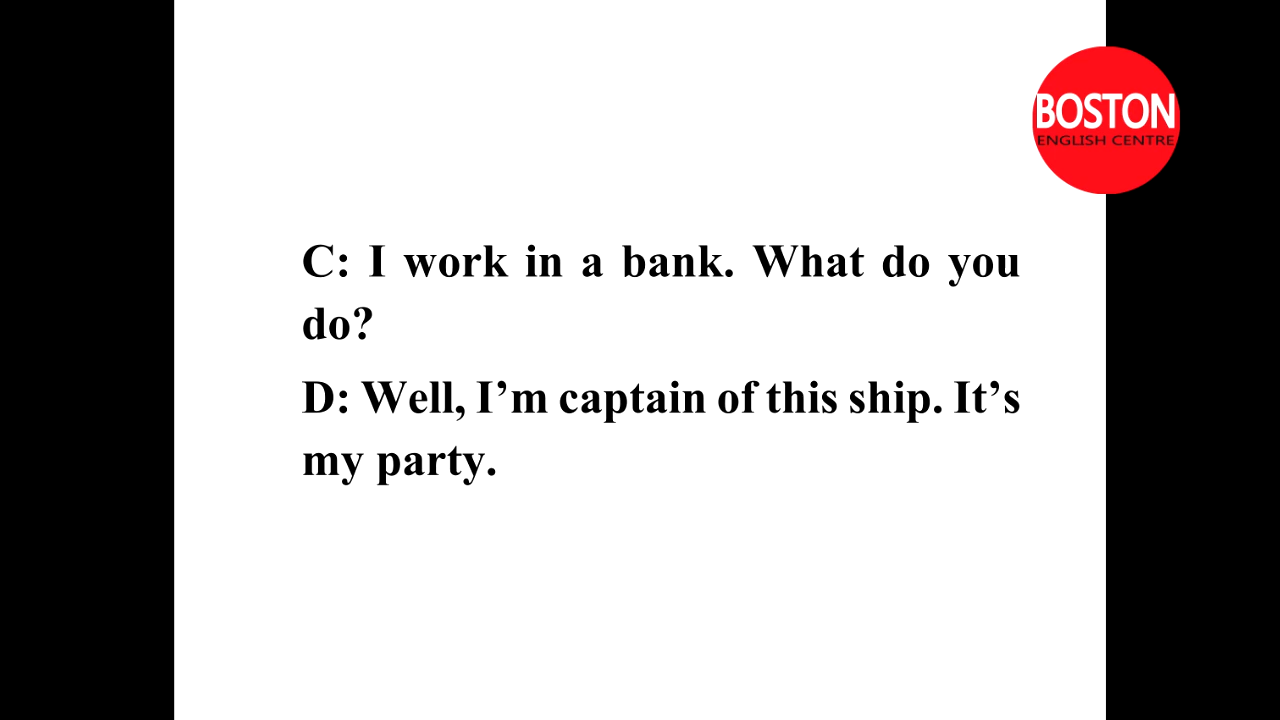 BOSTON
ENGLISH CENTRE
C: I work in a bank. What do you
do?
D: Well, I’m captain of this ship. It’s
my party.